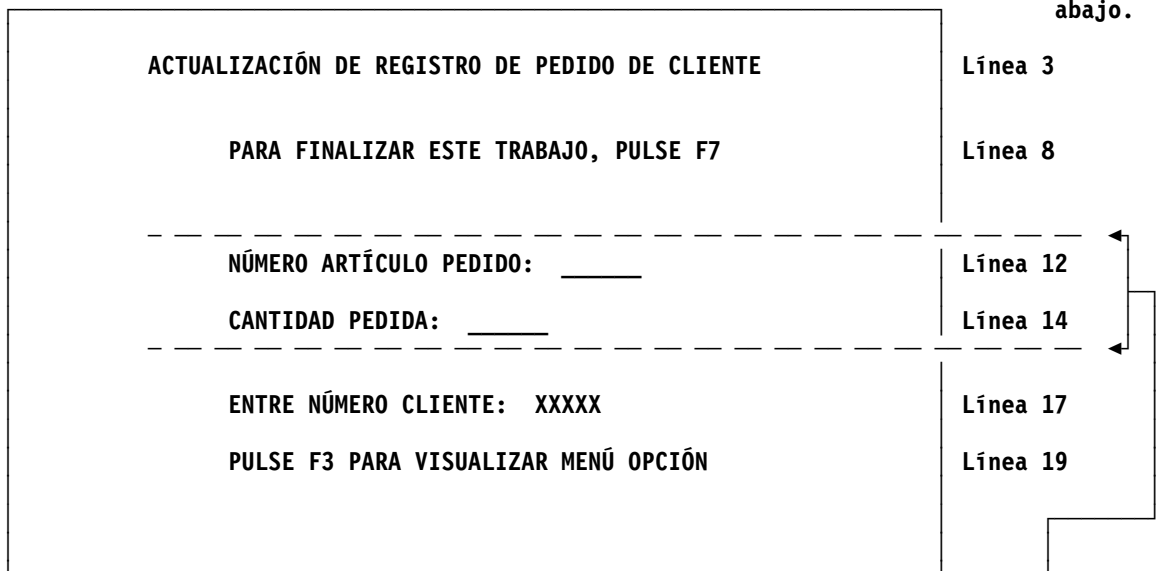 abajo.
ACTUALIZACIÓN DE REGISTRO DE PEDIDO DE CLIENTE Línea 3
PARA FINALIZAR ESTE TRABAJO, PULSE F7 Línea 8
NÚMERO ARTÍCULO PEDIDO: ______ Línea 12
CANTIDAD PEDIDA: ______ Línea 14
ENTRE NÚMERO CLIENTE: XXXXX Línea 17
PULSE F3 PARA VISUALIZAR MENÚ OPCIÓN Línea 19